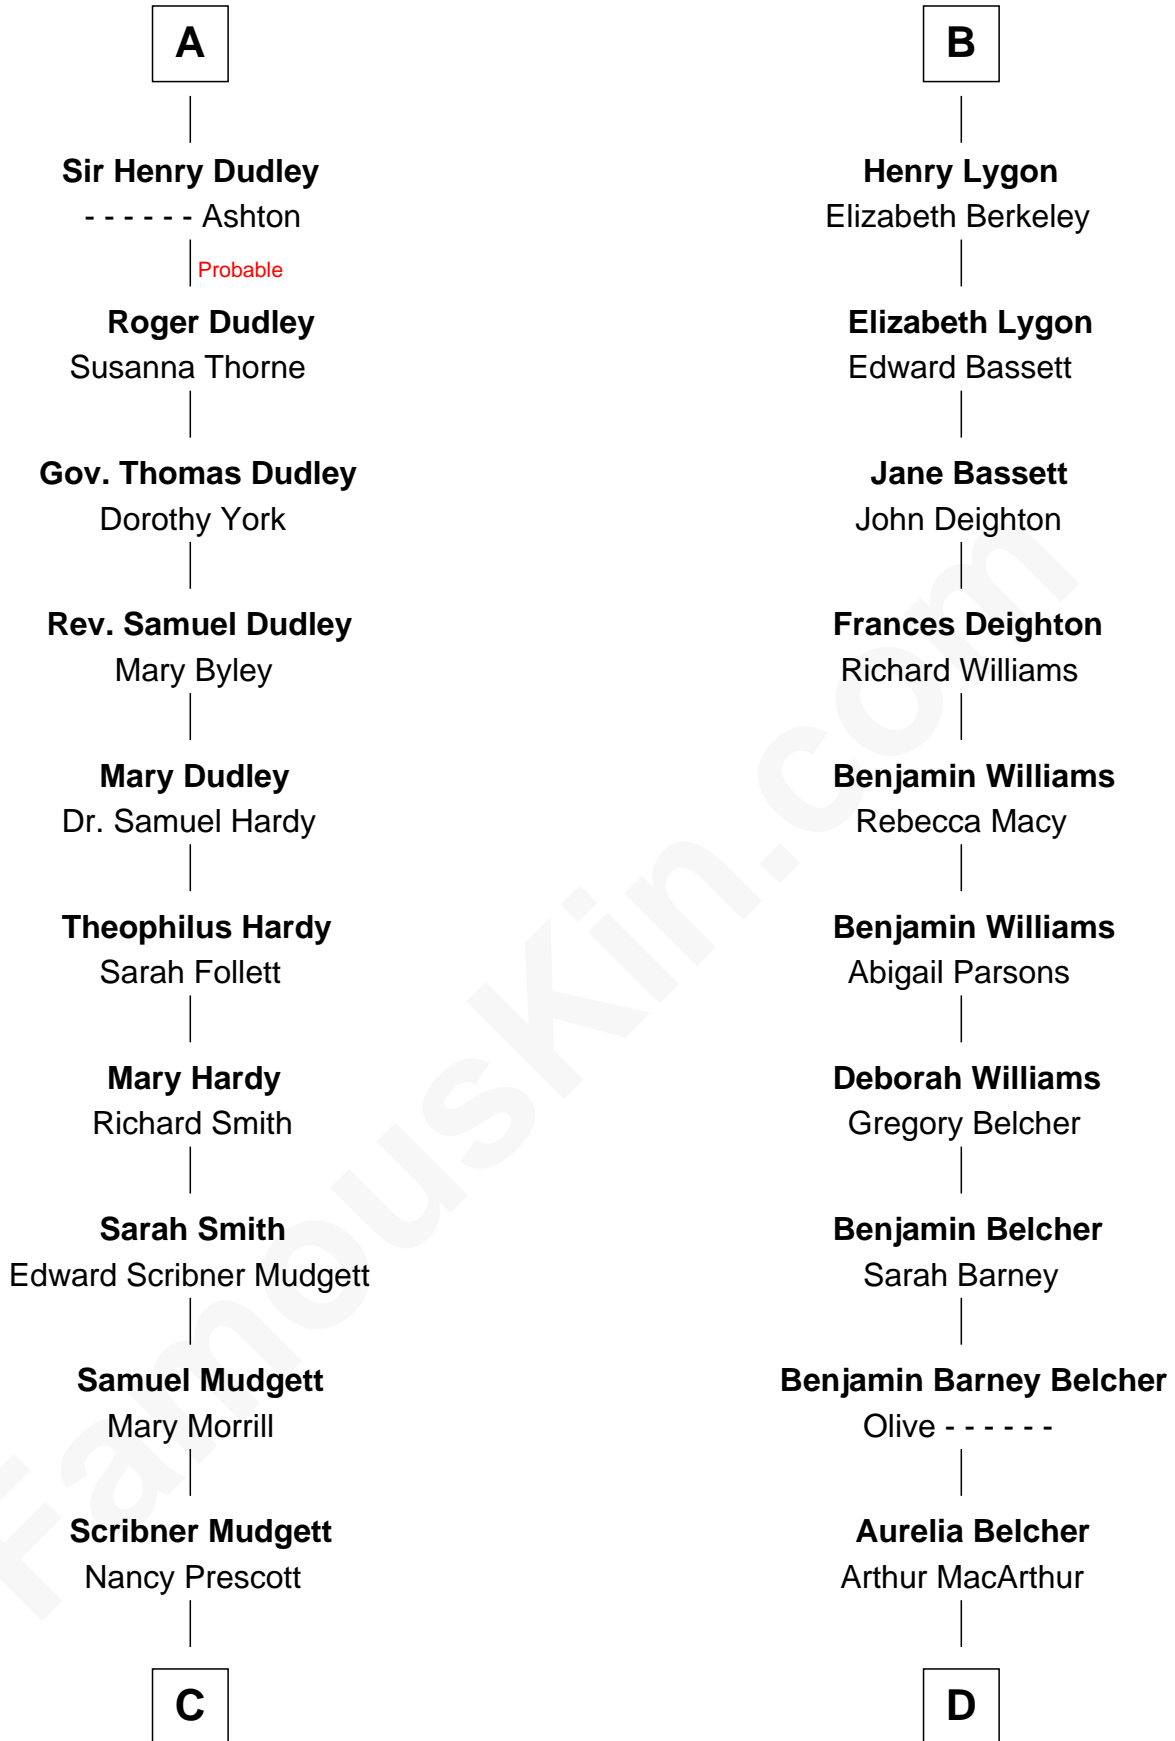 A
Sir Henry Dudley
- - - - - - Ashton
Probable
Roger Dudley
Susanna Thorne
Gov. Thomas Dudley
Dorothy York
Rev. Samuel Dudley
Mary Byley
Mary Dudley
Dr. Samuel Hardy
Theophilus Hardy
Sarah Follett
Mary Hardy
Richard Smith
Sarah Smith
Edward Scribner Mudgett
Samuel Mudgett
Mary Morrill
Scribner Mudgett
Nancy Prescott
C
B
Henry Lygon
Elizabeth Berkeley
Elizabeth Lygon
Edward Bassett
Jane Bassett
John Deighton
Frances Deighton
Richard Williams
Benjamin Williams
Rebecca Macy
Benjamin Williams
Abigail Parsons
Deborah Williams
Gregory Belcher
Benjamin Belcher
Sarah Barney
Benjamin Barney Belcher
Olive - - - - - -
Aurelia Belcher
Arthur MacArthur
D
FamousKin.com